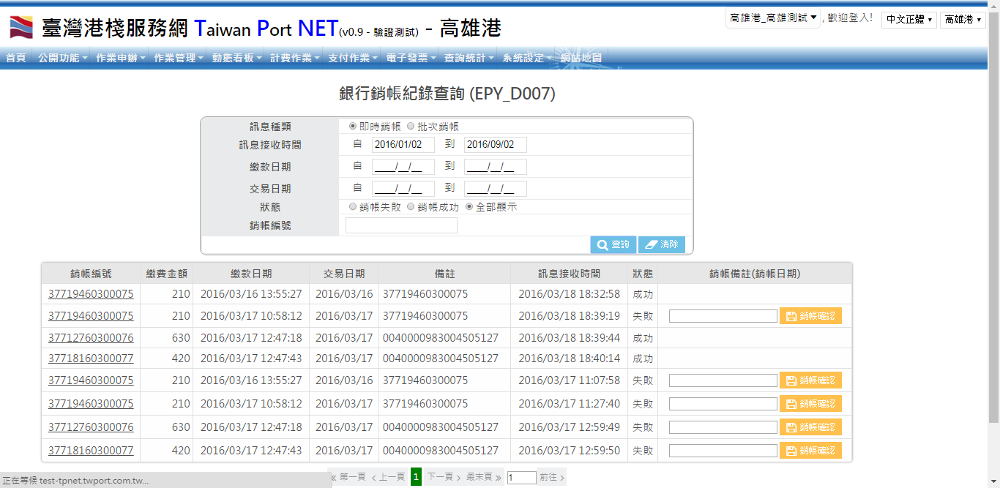 臺灣港棧服務網 Taiwan Port NET(v0.9 - 驗證測試) - 高雄港
高雄港_高雄測試 , 歡迎登入! 中文正體 高雄港
首頁 公開功能 作業申辦 作業管理 動態看板 計費作業 支付作業 電子發票 查詢統計 系統設定 網站地圖
銀行銷帳紀錄查詢 (EPY_D007)
訊息種類 即時銷帳 批次銷帳
訊息接收時間 自 2016/01/02 到 2016/09/02
繳款日期 自 ____/__/__ 到 ____/__/__
交易日期 自 ____/__/__ 到 ____/__/__
狀態 銷帳失敗 銷帳成功 全部顯示
銷帳編號
查詢 清除
銷帳編號 繳費金額 繳款日期 交易日期 備註 訊息接收時間 狀態 銷帳備註(銷帳日期)
37719460300075 210 2016/03/16 13:55:27 2016/03/16 37719460300075 2016/03/18 18:32:58 成功
37719460300075 210 2016/03/17 10:58:12 2016/03/17 37719460300075 2016/03/18 18:39:19 失敗 銷帳確認
37712760300076 630 2016/03/17 12:47:18 2016/03/17 0040000983004505127 2016/03/18 18:39:44 成功
37718160300077 420 2016/03/17 12:47:43 2016/03/17 0040000983004505127 2016/03/18 18:40:14 成功
37719460300075 210 2016/03/16 13:55:27 2016/03/16 37719460300075 2016/03/17 11:07:58 失敗 銷帳確認
37719460300075 210 2016/03/17 10:58:12 2016/03/17 37719460300075 2016/03/17 11:27:40 失敗 銷帳確認
37712760300076 630 2016/03/17 12:47:18 2016/03/17 0040000983004505127 2016/03/17 12:59:49 失敗 銷帳確認
37718160300077 420 2016/03/17 12:47:43 2016/03/17 0040000983004505127 2016/03/17 12:59:50 失敗 銷帳確認
« 第一頁 ‹ 上一頁 1 下一頁 › 最末頁 » 1 前往 ›
正在等候 test-tpnet.twport.com.tw...